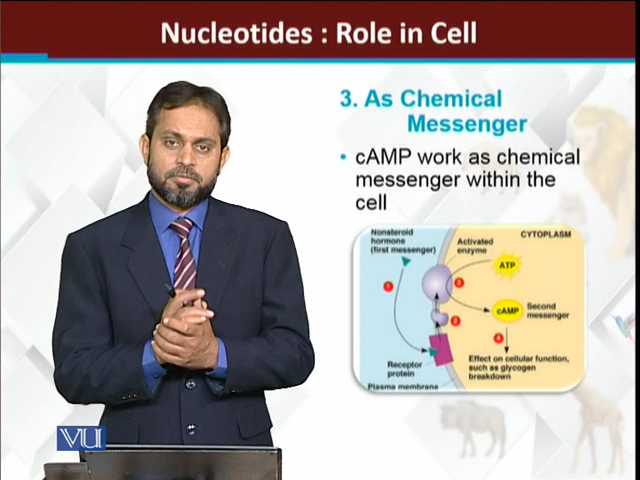 Nucleotides : Role in Cell
3. As Chemical
Messenger
• cAMP work as chemical
messenger within the
cell
Nonsteroid
hormone
(first messenger)
Activated
enzyme
CYTOPLASM
ATP
1
3
2
cAMP
Second
messenger
4
Receptor
protein
Effect on cellular function,
such as glycogen
breakdown
Plasma membrane
VU